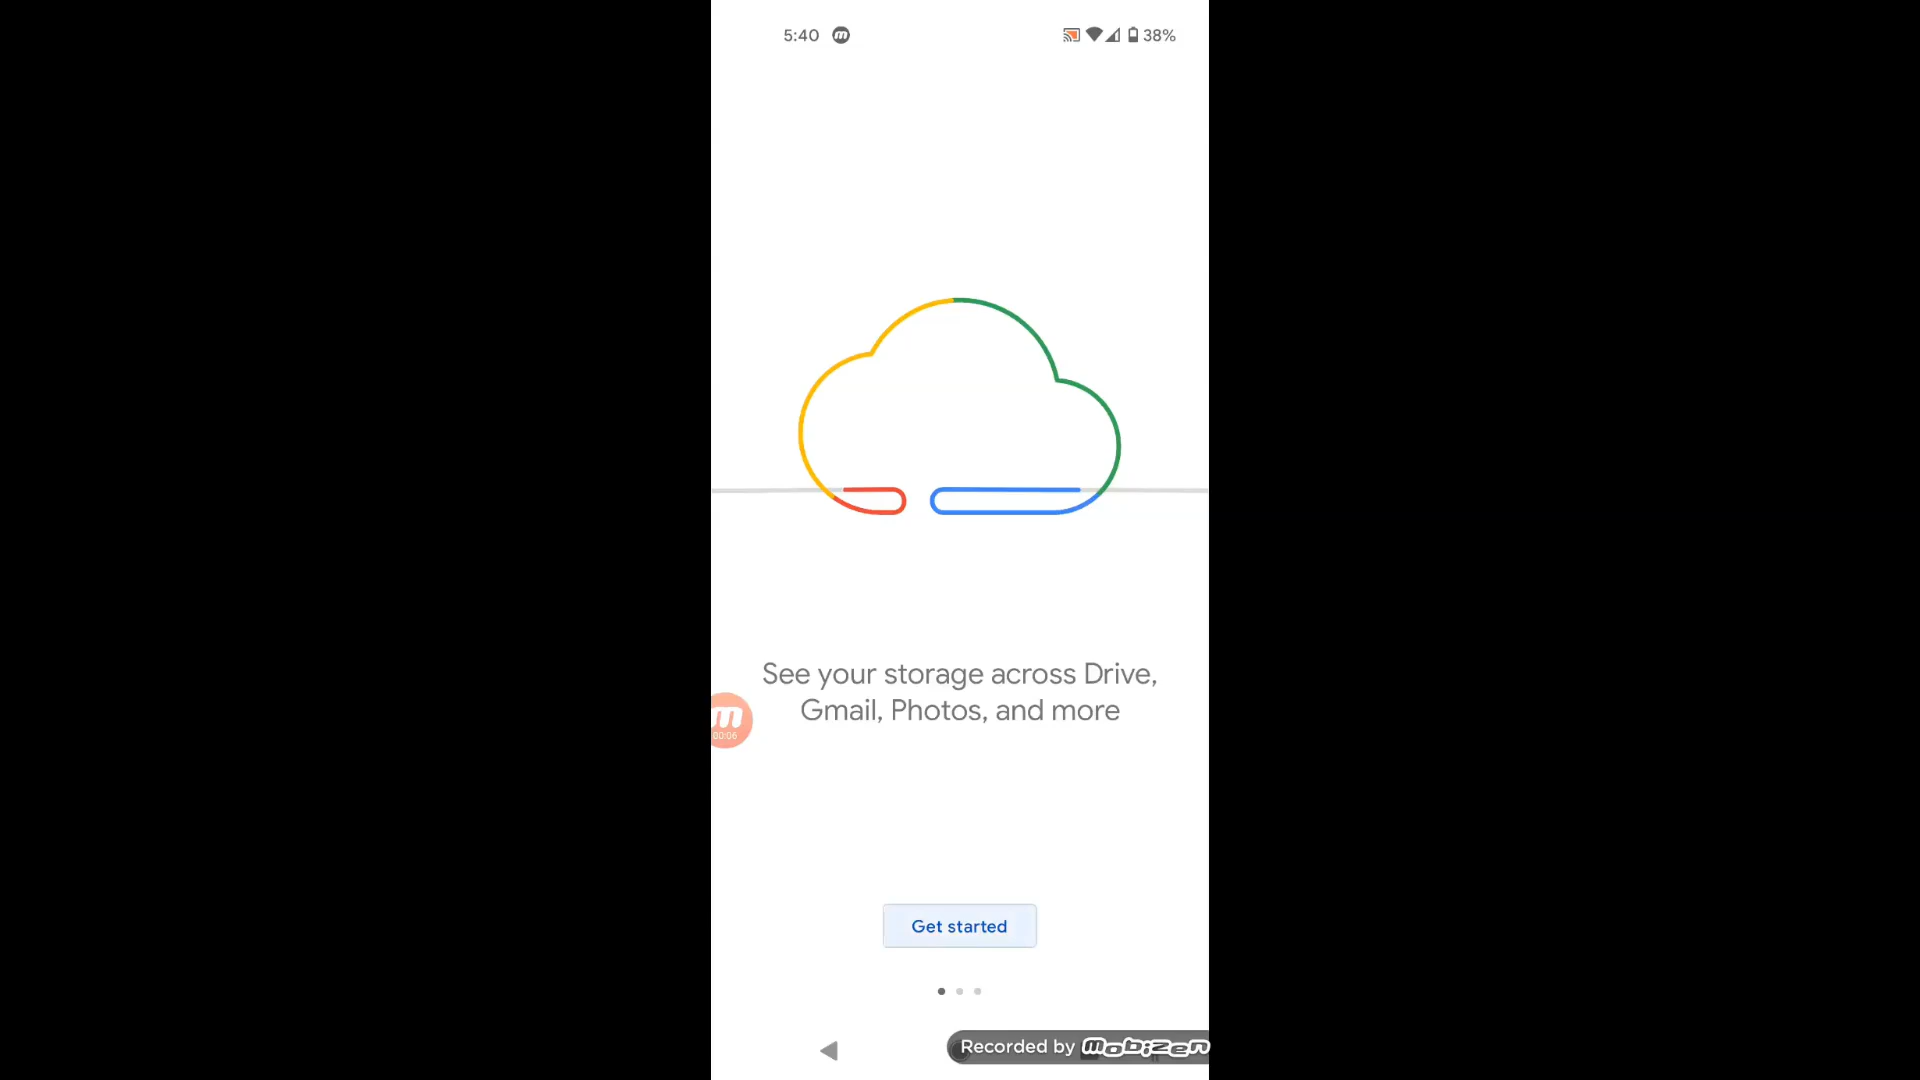 5:40 m 38%
See your storage across Drive,
Gmail, Photos, and more
m
00:06
Get started
Recorded by mobizen